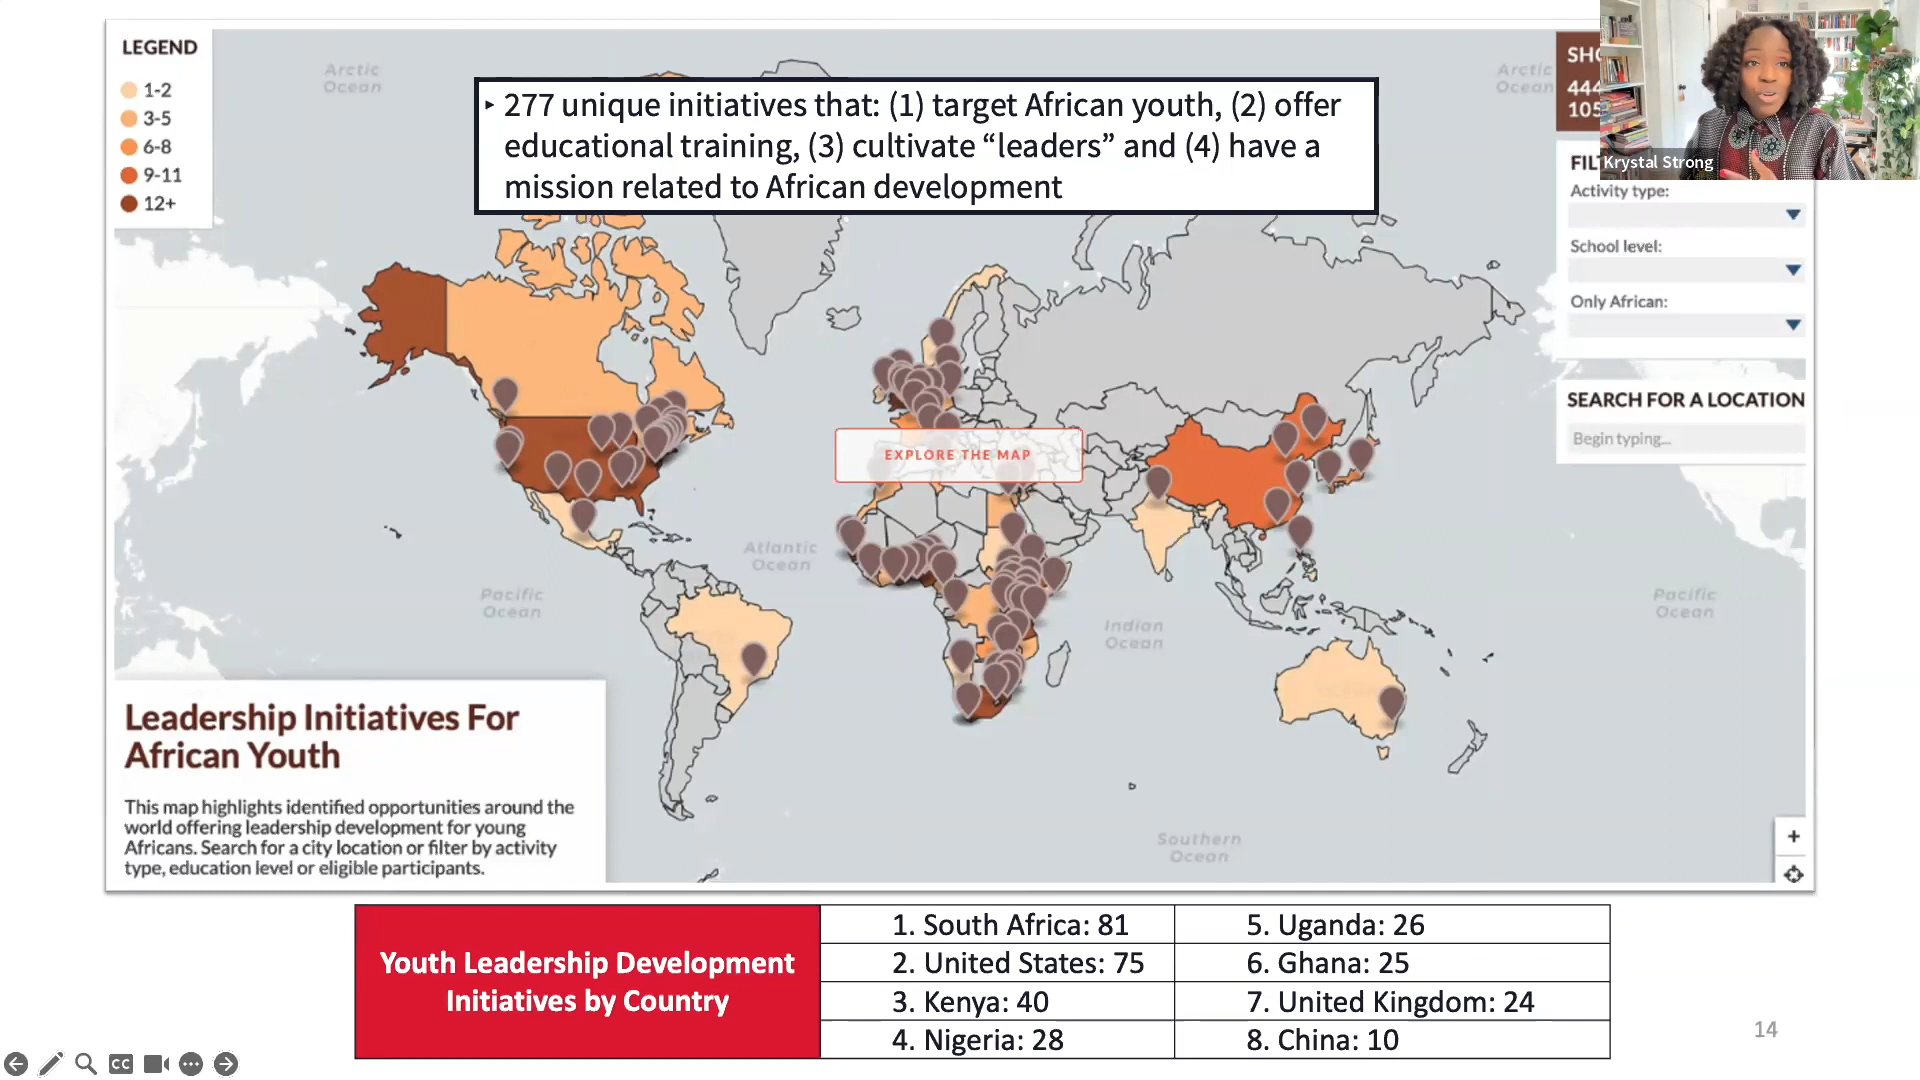 LEGEND
1-2
3-5
6-8
9-11
12+
Arctic
Ocean
‣ 277 unique initiatives that: (1) target African youth, (2) offer
educational training, (3) cultivate “leaders” and (4) have a
mission related to African development
Arctic
Ocean
444
105
Krystal Strong
Activity type:
School level:
Only African:
SEARCH FOR A LOCATION
Begin typing...
EXPLORE THE MAP
Atlantic
Ocean
Pacific
Ocean
Indian
Ocean
Pacific
Ocean
Southern
Ocean
Leadership Initiatives For
African Youth
This map highlights identified opportunities around the
world offering leadership development for young
Africans. Search for a city location or filter by activity
type, education level or eligible participants.
+
Youth Leadership Development
Initiatives by Country
1. South Africa: 81
5. Uganda: 26
2. United States: 75
6. Ghana: 25
3. Kenya: 40
7. United Kingdom: 24
4. Nigeria: 28
8. China: 10
14
CC